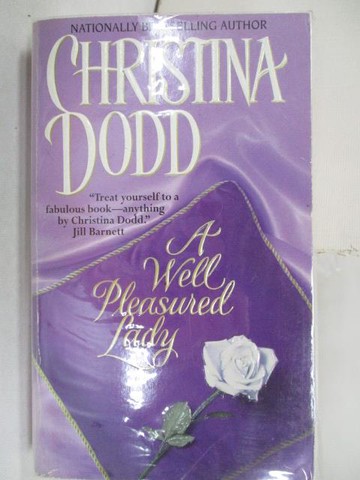 NATIONALLY BESTSELLING AUTHOR
CHRISTINA
DODD
"Treat yourself to a
fabulous book—anything
by Christina Dodd."
Jill Barnett
A
Well
Pleasured
Lady